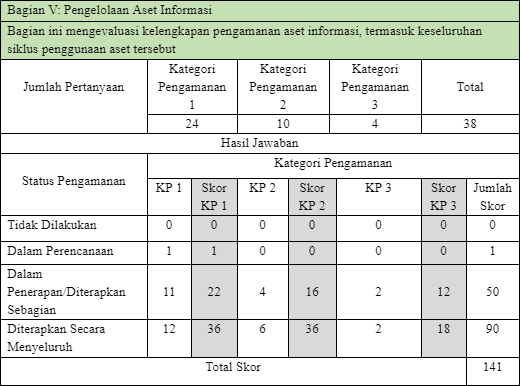 Bagian V: Pengelolaan Aset Informasi
Bagian ini mengevaluasi kelengkapan pengamanan aset informasi, termasuk keseluruhan
siklus penggunaan aset tersebut
Jumlah Pertanyaan
Kategori
Pengamanan
1
Kategori
Pengamanan
2
Kategori
Pengamanan
3
Total
24 10 4 38
Hasil Jawaban
Status Pengamanan
Kategori Pengamanan
KP 1
Skor
KP 1
KP 2
Skor
KP 2
KP 3
Skor
KP 3
Jumlah
Skor
Tidak Dilakukan 0 0 0 0 0 0 0
Dalam Perencanaan 1 1 0 0 0 0 1
Dalam
Penerapan/Diterapkan 11 22 4 16 2 12 50
Sebagian
Diterapkan Secara 12 36 6 36 2 18 90
Menyeluruh
Total Skor 141